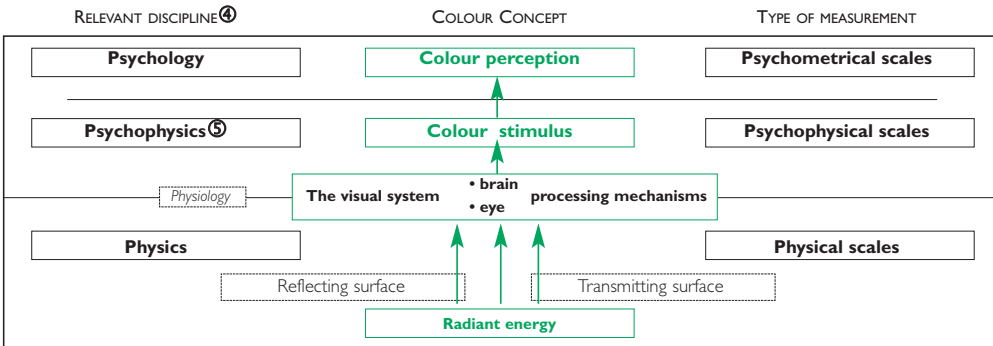 RELEVANT DISCIPLINE④ COLOUR CONCEPT TYPE OF MEASUREMENT
Psychology Colour perception Psychometrical scales
Psychophysics⑤ Colour stimulus Psychophysical scales
Physiology The visual system • brain processing mechanisms
• eye
Physics Physical scales
Reflecting surface Transmitting surface
Radiant energy